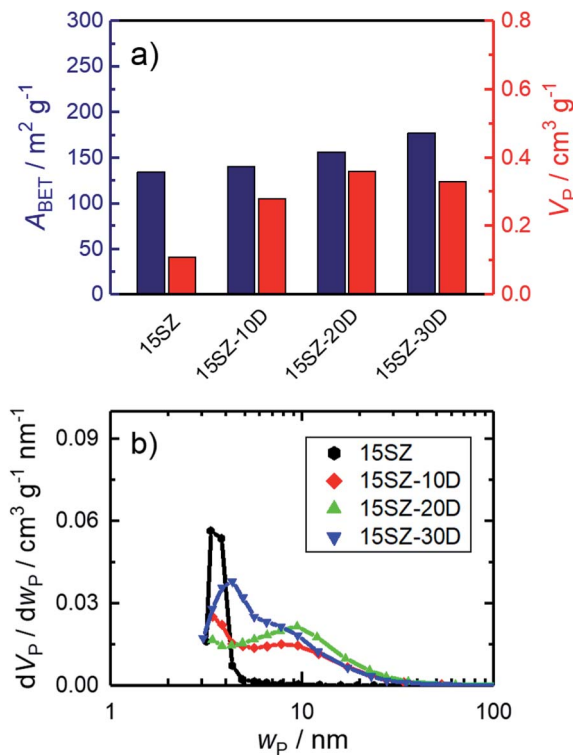 a)
300
250
200
150
100
50
0
A_BET / m² g⁻¹
0.8
0.6
0.4
0.2
0.0
V_P / cm³ g⁻¹
15SZ
15SZ-10D
15SZ-20D
15SZ-30D
b)
0.09
0.06
0.03
0.00
dV_P / dw_P / cm³ g⁻¹ nm⁻¹
15SZ
15SZ-10D
15SZ-20D
15SZ-30D
1
10
100
w_P / nm